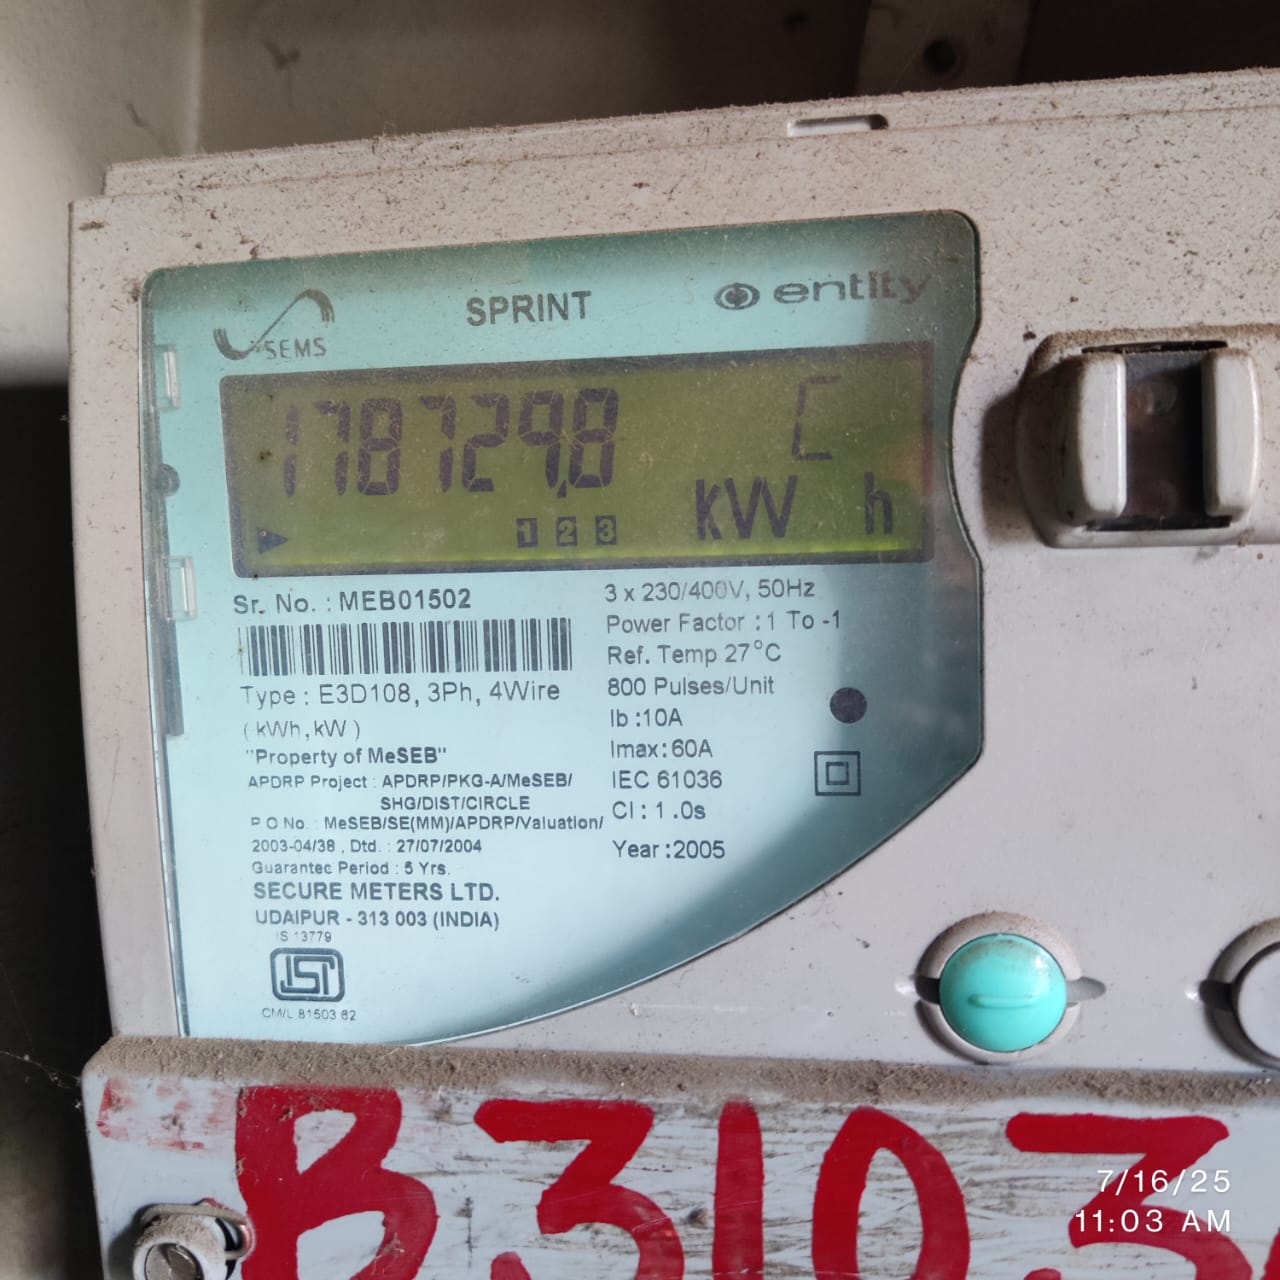 SEMS
SPRINT
entity
178729.8 C
1 2 3 kW h
Sr. No. : MEB01502
Type : E3D108, 3Ph, 4Wire
( kWh, kW )
"Property of MeSEB"
APDRP Project : APDRP/PKG-A/MeSEB/
SHG/DIST/CIRCLE
P O No. : MeSEB/SE(MM)/APDRP/Valuation/
2003-04/38 , Dtd. : 27/07/2004
Guarantee Period : 5 Yrs.
SECURE METERS LTD.
UDAIPUR - 313 003 (INDIA)
IS 13779
CM/L 81503 62
3 x 230/400V, 50Hz
Power Factor : 1 To -1
Ref. Temp 27°C
800 Pulses/Unit
Ib :10A
Imax: 60A
IEC 61036
Cl : 1.0s
Year : 2005
B3103
7/16/25
11:03 AM